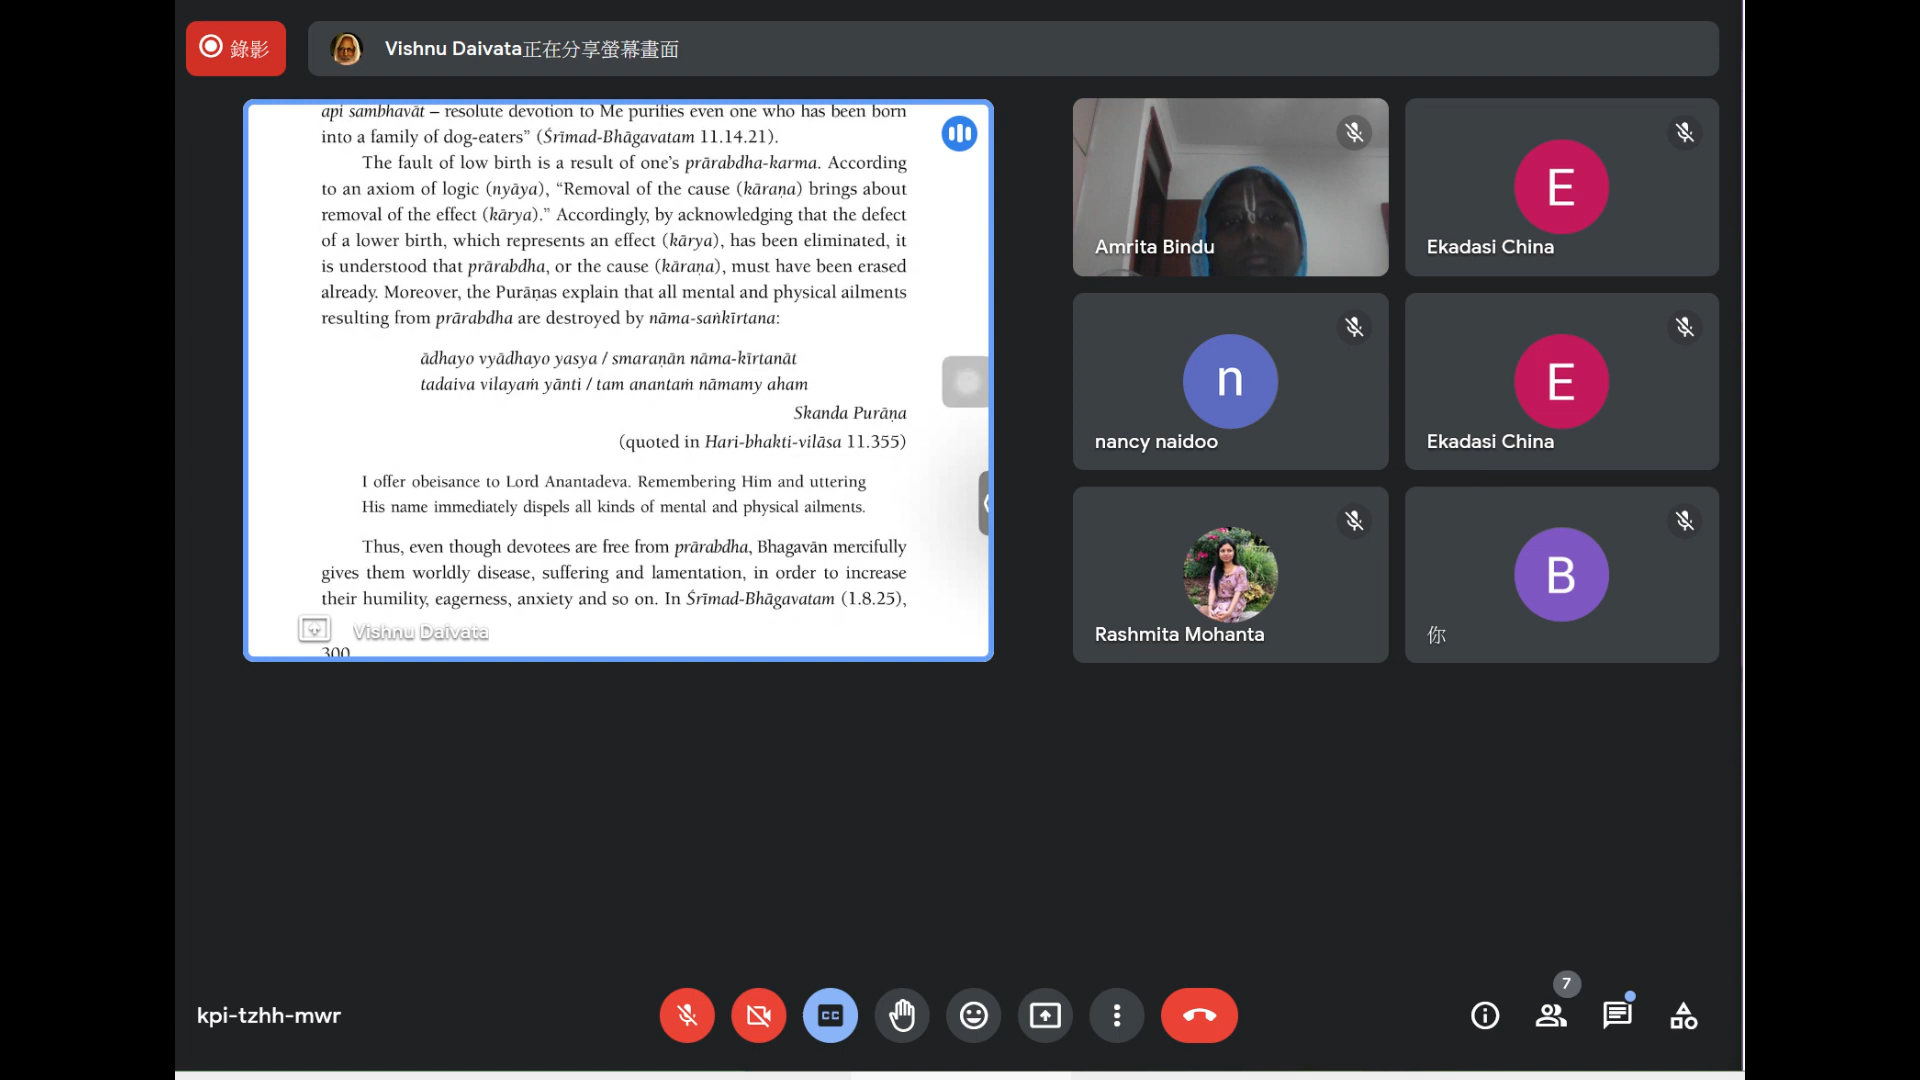 錄影
Vishnu Daivata正在分享螢幕畫面
api sambhavāt – resolute devotion to Me purifies even one who has been born
into a family of dog-eaters” (Śrīmad-Bhāgavatam 11.14.21).
The fault of low birth is a result of one’s prārabdha-karma. According
to an axiom of logic (nyāya), “Removal of the cause (kāraṇa) brings about
removal of the effect (kārya).” Accordingly, by acknowledging that the defect
of a lower birth, which represents an effect (kārya), has been eliminated, it
is understood that prārabdha, or the cause (kāraṇa), must have been erased
already. Moreover, the Purāṇas explain that all mental and physical ailments
resulting from prārabdha are destroyed by nāma-saṅkīrtana:
ādhayo vyādhayo yasya / smaraṇān nāma-kīrtanāt
tadaiva vilayaṁ yānti / tam anantaṁ nāmamy aham
Skanda Purāṇa
(quoted in Hari-bhakti-vilāsa 11.355)
I offer obeisance to Lord Anantadeva. Remembering Him and uttering
His name immediately dispels all kinds of mental and physical ailments.
Thus, even though devotees are free from prārabdha, Bhagavān mercifully
gives them worldly disease, suffering and lamentation, in order to increase
their humility, eagerness, anxiety and so on. In Śrīmad-Bhāgavatam (1.8.25),
Vishnu Daivata
300
Amrita Bindu
E
Ekadasi China
n
nancy naidoo
E
Ekadasi China
Rashmita Mohanta
B
你
kpi-tzhh-mwr
CC
7